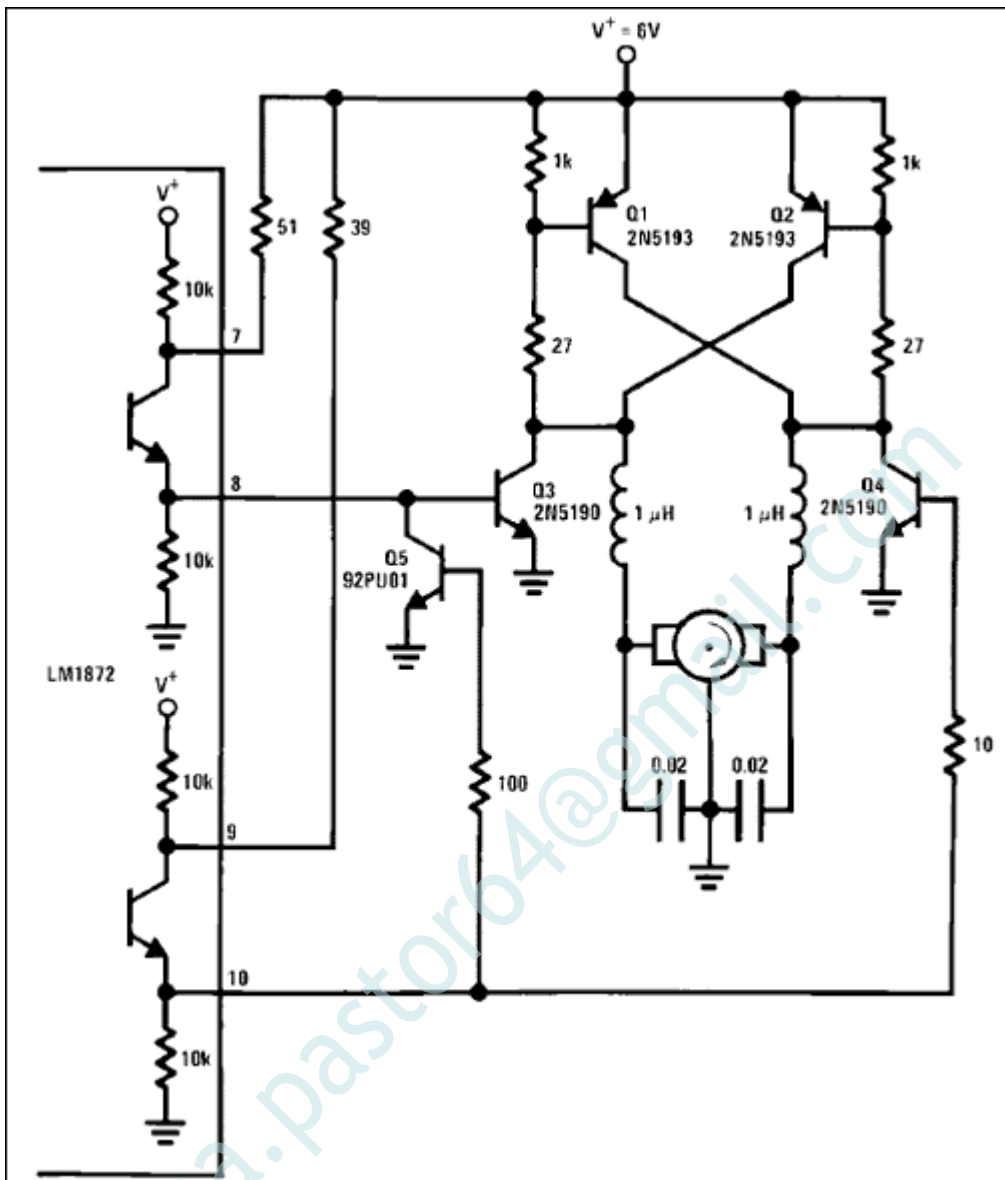 V+ = 6V
1k
1k
V+
51
39
Q1
2N5193
Q2
2N5193
10k
7
27
27
8
Q3
2N5190
1 μH
1 μH
Q4
2N5190
10k
Q5
92PU01
LM1872
V+
10
10k
100
0.02
0.02
9
10
10k
a.pastor64@gmail.com